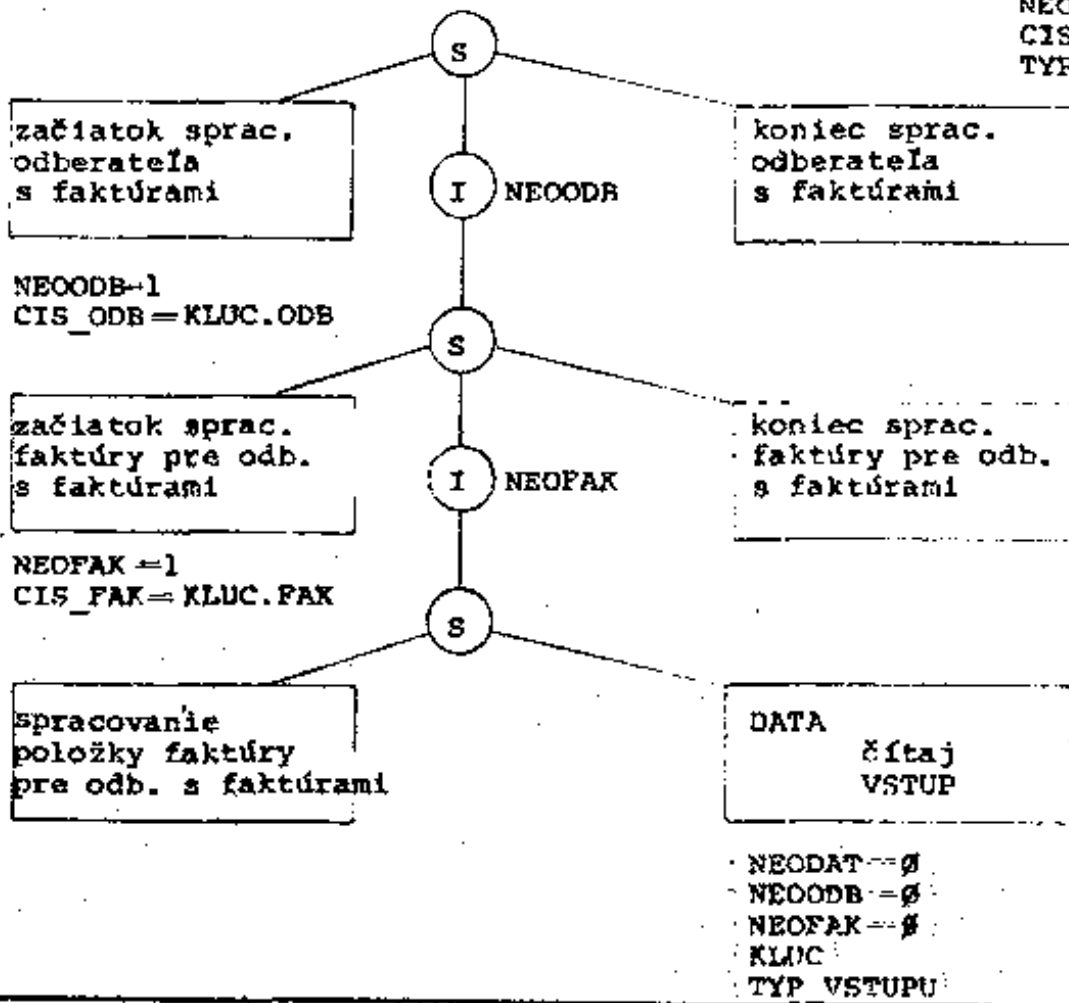 S
začiatok sprac.
odberateľa
s faktúrami
I NEOODB
koniec sprac.
odberateľa
s faktúrami
NEOODB=1
CIS_ODB=KLUC.ODB
S
začiatok sprac.
faktúry pre odb.
s faktúrami
I NEOFAK
koniec sprac.
faktúry pre odb.
s faktúrami
NEOFAK=1
CIS_FAK=KLUC.FAK
S
spracovanie
položky faktúry
pre odb. s faktúrami
DATA
čítaj
VSTUP
NEODAT=Ø
NEOODB=Ø
NEOFAK=Ø
KLUC
TYP VSTUPU